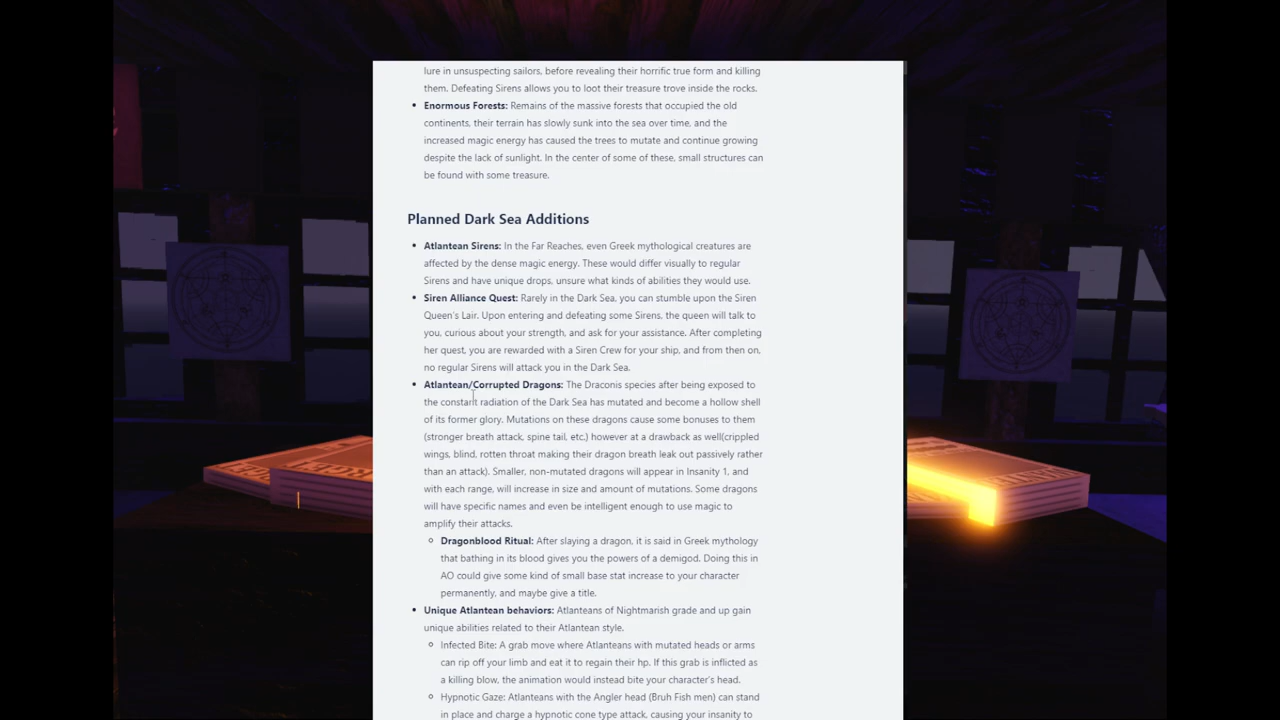 lure in unsuspecting sailors, before revealing their horrific true form and killing
them. Defeating Sirens allows you to loot their treasure trove inside the rocks.
• Enormous Forests: Remains of the massive forests that occupied the old
continents, their terrain has slowly sunk into the sea over time, and the
increased magic energy has caused the trees to mutate and continue growing
despite the lack of sunlight. In the center of some of these, small structures can
be found with some treasure.
Planned Dark Sea Additions
• Atlantean Sirens: In the Far Reaches, even Greek mythological creatures are
affected by the dense magic energy. These would differ visually to regular
Sirens and have unique drops, unsure what kinds of abilities they would use.
• Siren Alliance Quest: Rarely in the Dark Sea, you can stumble upon the Siren
Queen's Lair. Upon entering and defeating some Sirens, the queen will talk to
you, curious about your strength, and ask for your assistance. After completing
her quest, you are rewarded with a Siren Crew for your ship, and from then on,
no regular Sirens will attack you in the Dark Sea.
• Atlantean/Corrupted Dragons: The Draconis species after being exposed to
the constant radiation of the Dark Sea has mutated and become a hollow shell
of its former glory. Mutations on these dragons cause some bonuses to them
(stronger breath attack, spine tail, etc.) however at a drawback as well(crippled
wings, blind, rotten throat making their dragon breath leak out passively rather
than an attack). Smaller, non-mutated dragons will appear in Insanity 1, and
with each range, will increase in size and amount of mutations. Some dragons
will have specific names and even be intelligent enough to use magic to
amplify their attacks.
◦ Dragonblood Ritual: After slaying a dragon, it is said in Greek mythology
that bathing in its blood gives you the powers of a demigod. Doing this in
AO could give some kind of small base stat increase to your character
permanently, and maybe give a title.
• Unique Atlantean behaviors: Atlanteans of Nightmarish grade and up gain
unique abilities related to their Atlantean style.
◦ Infected Bite: A grab move where Atlanteans with mutated heads or arms
can rip off your limb and eat it to regain their hp. If this grab is inflicted as
a killing blow, the animation would instead bite your character's head.
◦ Hypnotic Gaze: Atlanteans with the Angler head (Bruh Fish men) can stand
in place and charge a hypnotic cone type attack, causing your insanity to